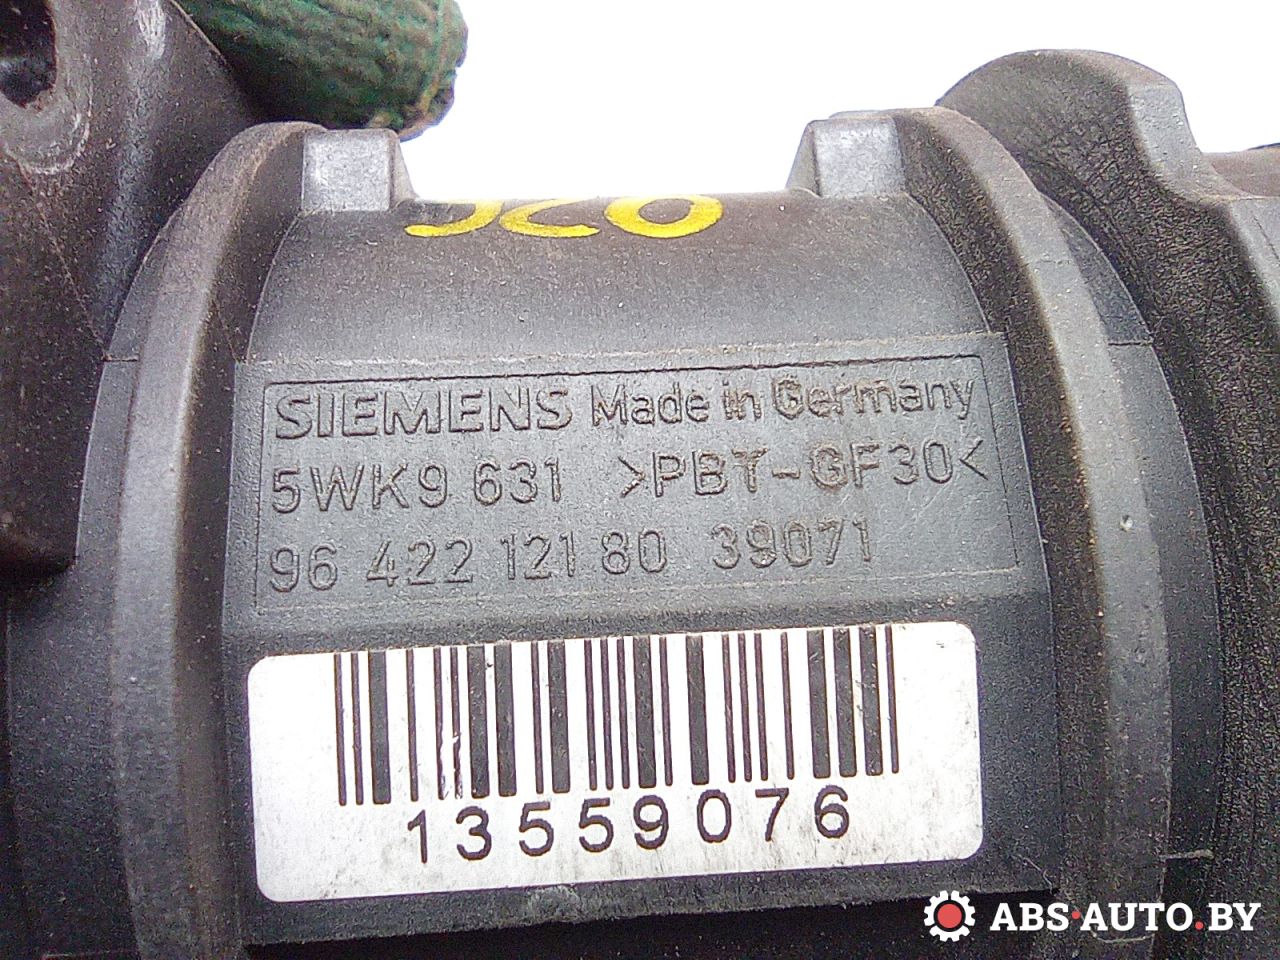 SIEMENS Made in Germany
5WK9 631 >PBT-GF30<
96 422 121 80 39071
13559076
ABS-AUTO.BY